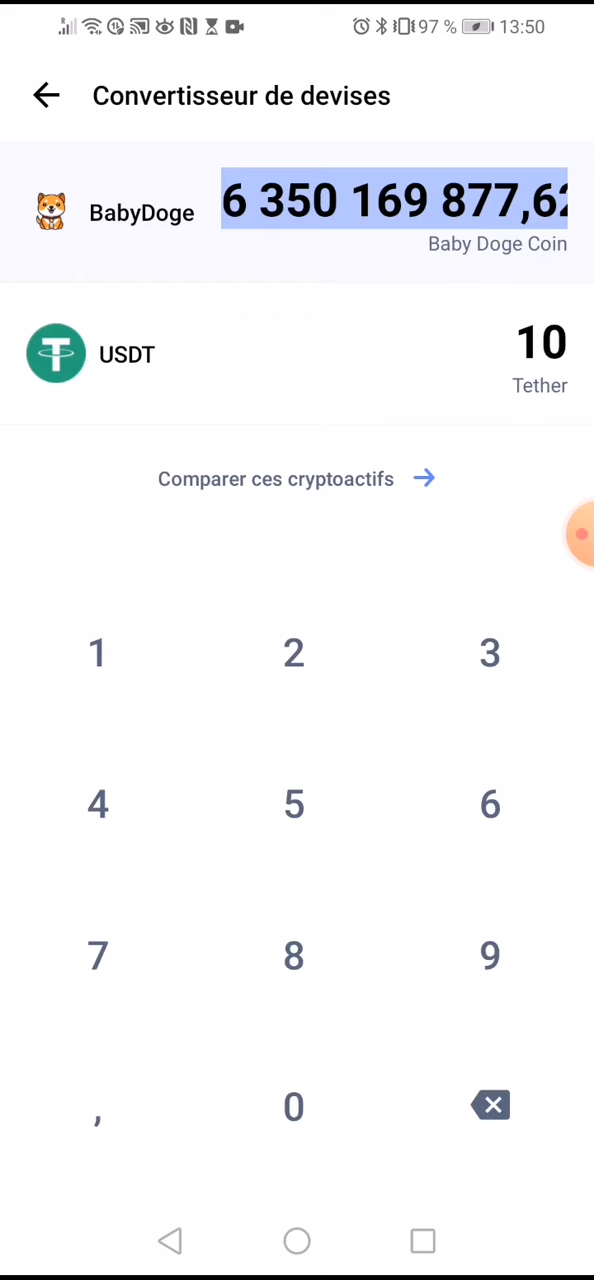 97 % 13:50
Convertisseur de devises
BabyDoge
6 350 169 877,62
Baby Doge Coin
USDT
10
Tether
Comparer ces cryptoactifs
1 2 3
4 5 6
7 8 9
, 0